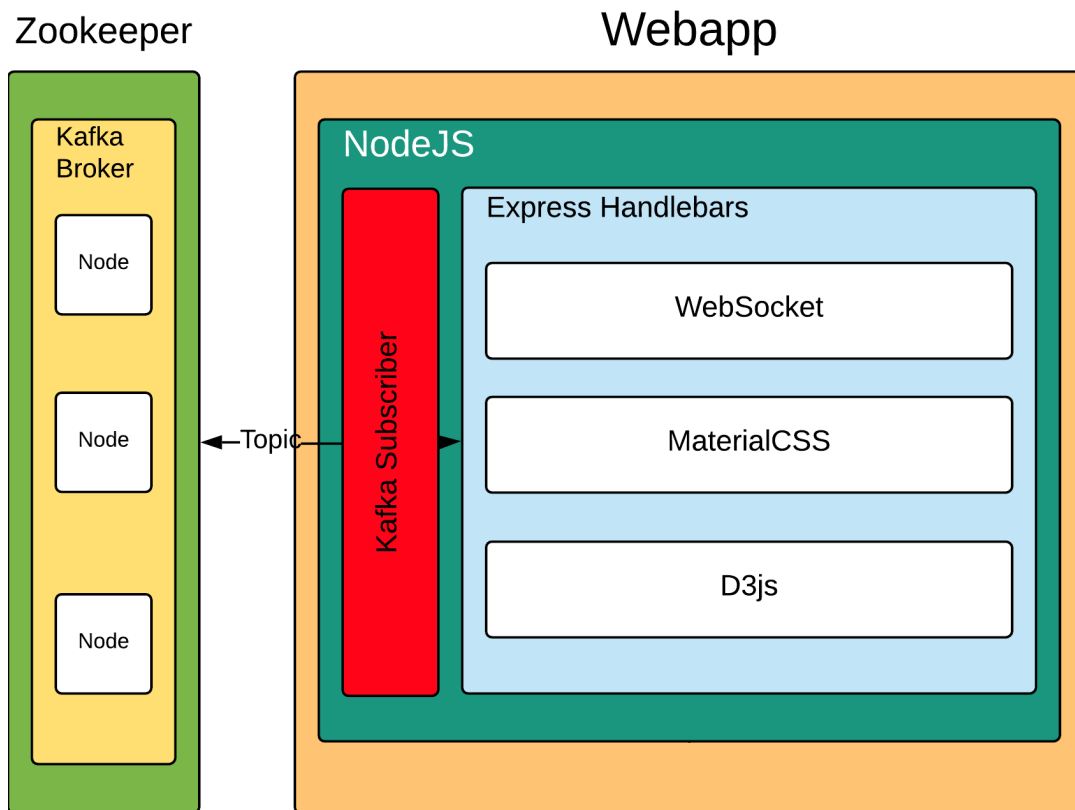 Zookeeper
Webapp
Kafka
Broker
Node
Node
Node
Topic
NodeJS
Kafka Subscriber
Express Handlebars
WebSocket
MaterialCSS
D3js